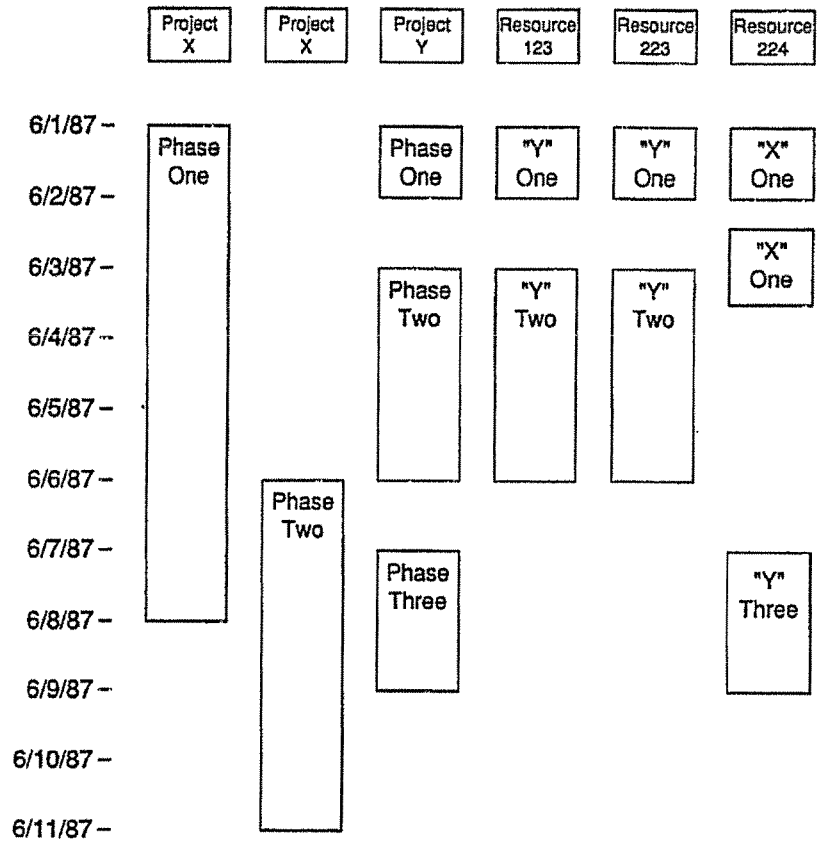 Project Project Project Resource Resource Resource
X X Y 123 223 224
6/1/87 –
Phase Phase "Y" "Y" "X"
One One One One One
6/2/87 –
"X"
6/3/87 –
One
Phase "Y" "Y"
Two Two Two
6/4/87 –
6/5/87 –
6/6/87 –
Phase
Two
6/7/87 –
Phase "Y"
Three Three
6/8/87 –
6/9/87 –
6/10/87 –
6/11/87 –